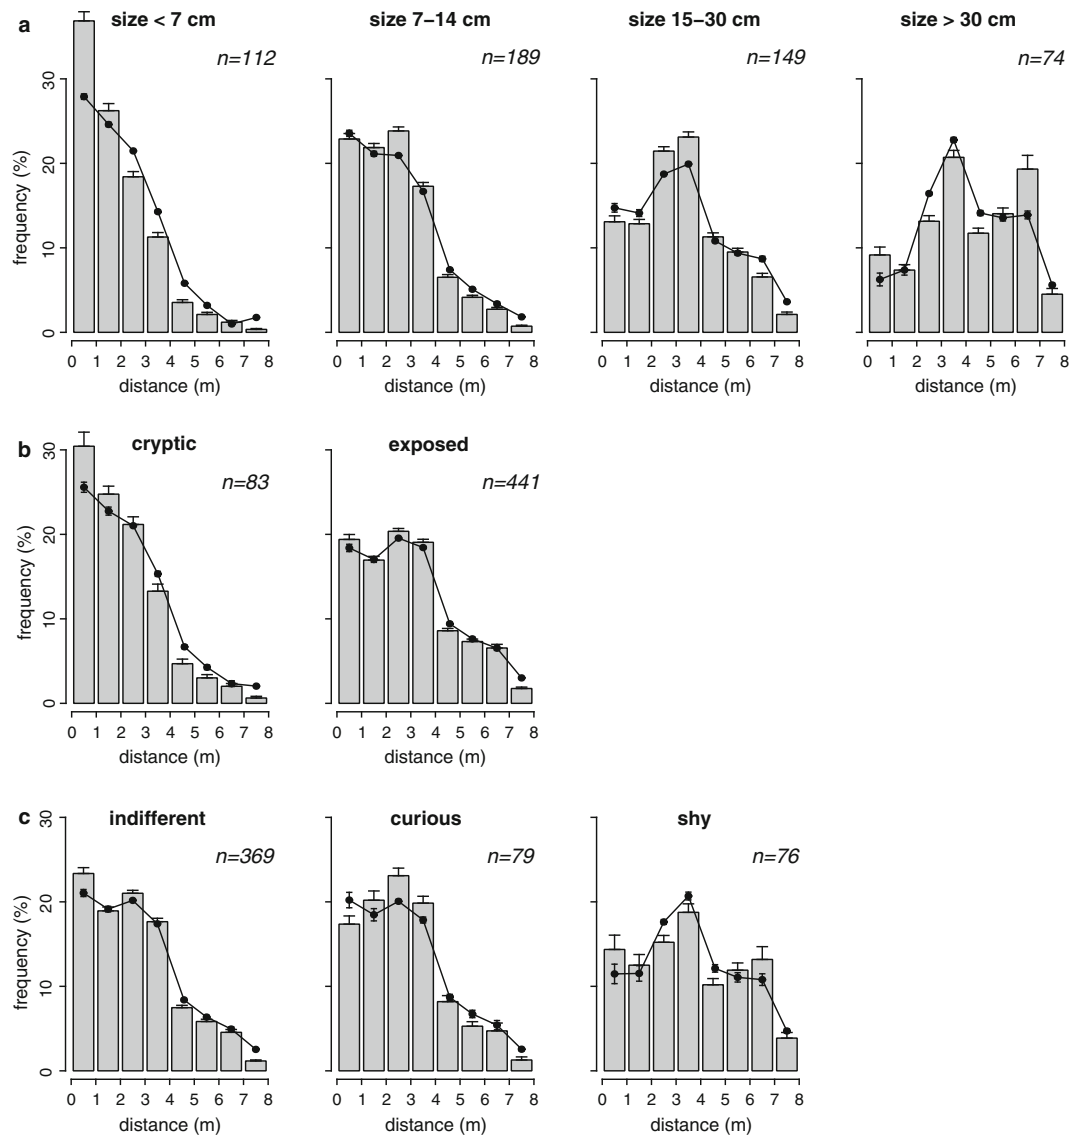 a
size < 7 cm
size 7–14 cm
size 15–30 cm
size > 30 cm
n=112
n=189
n=149
n=74
frequency (%)
0 10 20 30
0 1 2 3 4 5 6 7 8
0 1 2 3 4 5 6 7 8
0 1 2 3 4 5 6 7 8
0 1 2 3 4 5 6 7 8
distance (m)
distance (m)
distance (m)
distance (m)
b
cryptic
exposed
n=83
n=441
frequency (%)
0 10 20 30
0 1 2 3 4 5 6 7 8
0 1 2 3 4 5 6 7 8
distance (m)
distance (m)
c
indifferent
curious
shy
n=369
n=79
n=76
frequency (%)
0 10 20 30
0 1 2 3 4 5 6 7 8
0 1 2 3 4 5 6 7 8
0 1 2 3 4 5 6 7 8
distance (m)
distance (m)
distance (m)